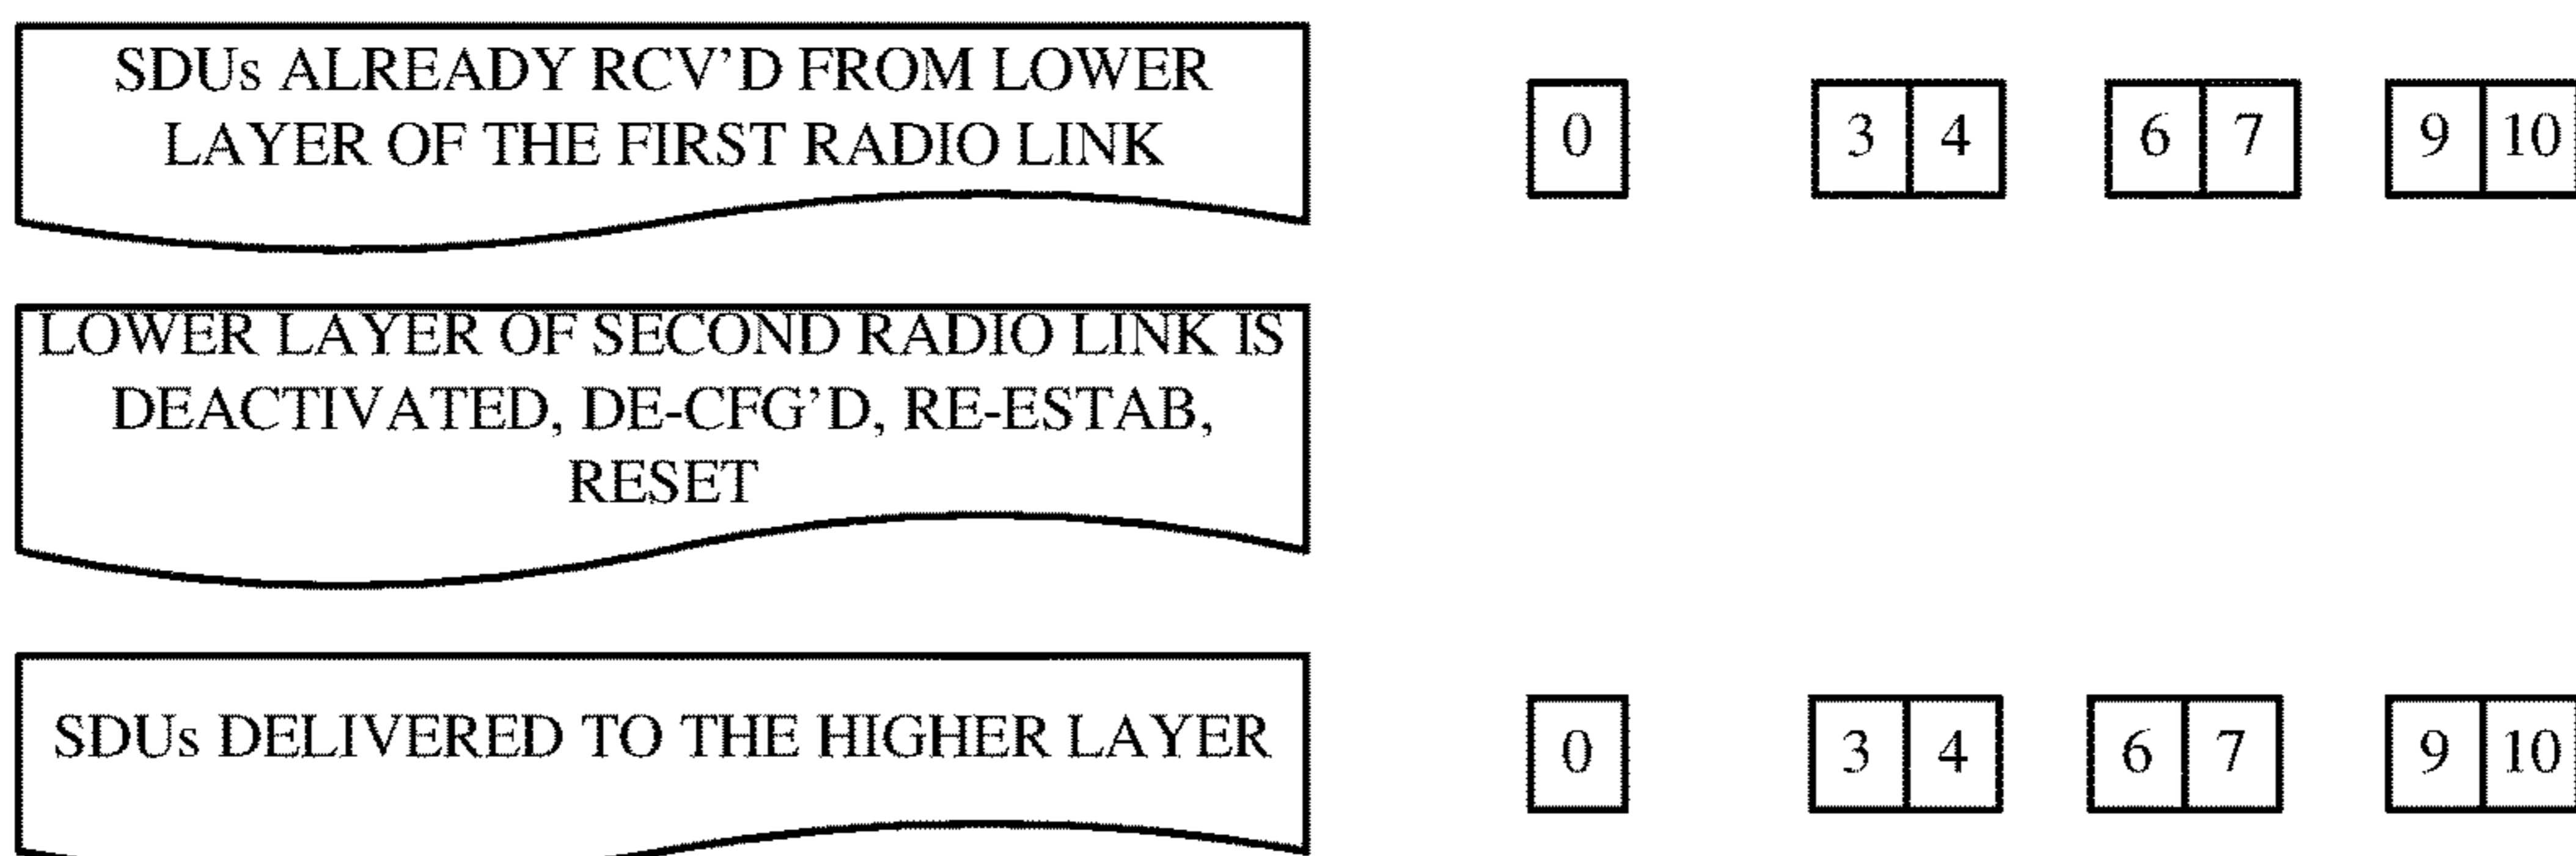 SDUs ALREADY RCV'D FROM LOWER
LAYER OF THE FIRST RADIO LINK
0 3 4 6 7 9 10
LOWER LAYER OF SECOND RADIO LINK IS
DEACTIVATED, DE-CFG'D, RE-ESTAB,
RESET
SDUs DELIVERED TO THE HIGHER LAYER
0 3 4 6 7 9 10